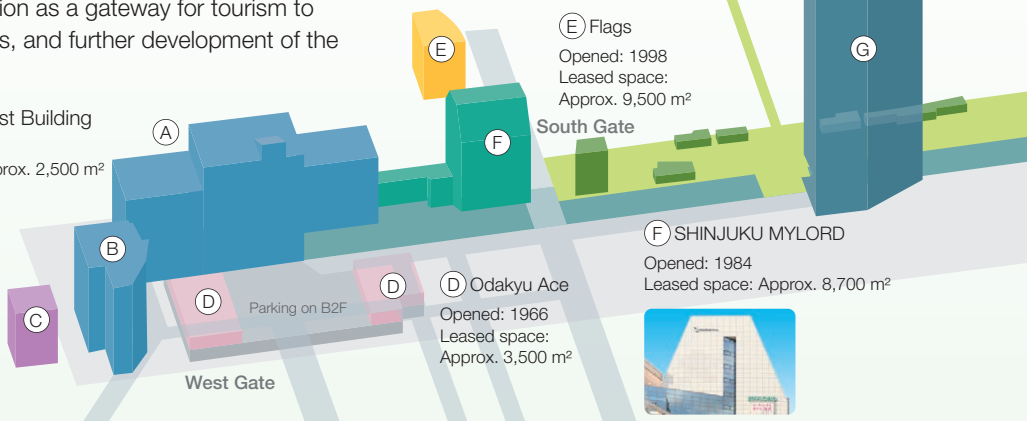 ion as a gateway for tourism to
s, and further development of the
st Building
rox. 2,500 m²
A
B
C
D
Parking on B2F
D
West Gate
E
E Flags
Opened: 1998
Leased space:
Approx. 9,500 m²
South Gate
F
G
D Odakyu Ace
Opened: 1966
Leased space:
Approx. 3,500 m²
F SHINJUKU MYLORD
Opened: 1984
Leased space: Approx. 8,700 m²